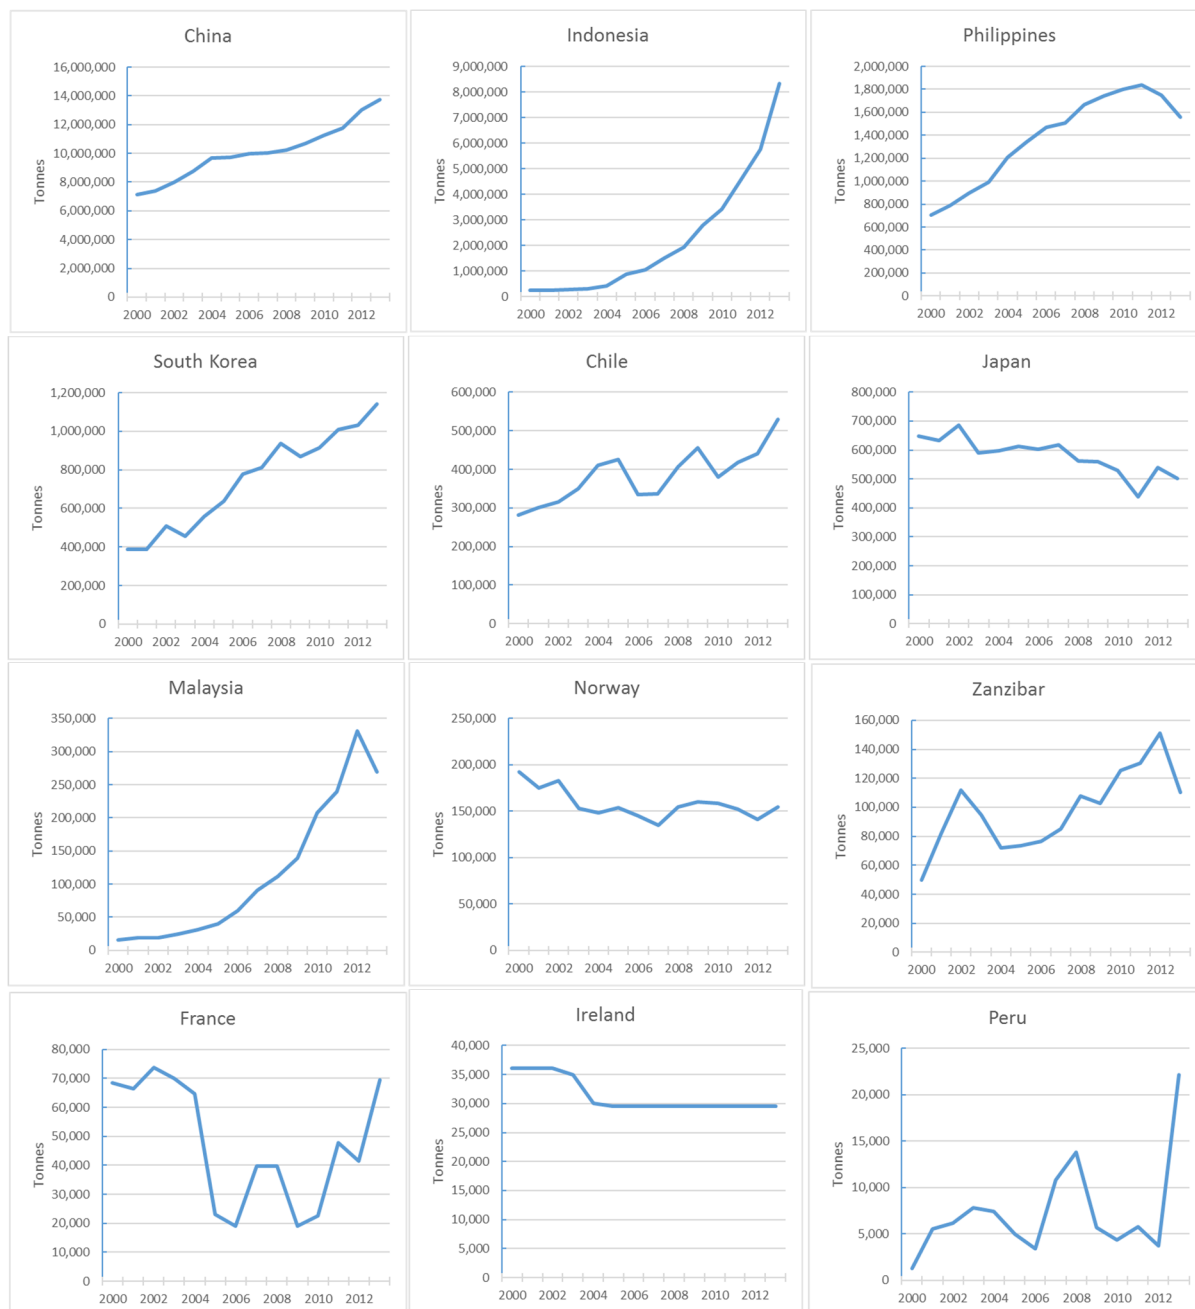 China
Tonnes
16,000,000
14,000,000
12,000,000
10,000,000
8,000,000
6,000,000
4,000,000
2,000,000
0
2000 2002 2004 2006 2008 2010 2012
Indonesia
Tonnes
9,000,000
8,000,000
7,000,000
6,000,000
5,000,000
4,000,000
3,000,000
2,000,000
1,000,000
0
2000 2002 2004 2006 2008 2010 2012
Philippines
Tonnes
2,000,000
1,800,000
1,600,000
1,400,000
1,200,000
1,000,000
800,000
600,000
400,000
200,000
0
2000 2002 2004 2006 2008 2010 2012
South Korea
Tonnes
1,200,000
1,000,000
800,000
600,000
400,000
200,000
0
2000 2002 2004 2006 2008 2010 2012
Chile
Tonnes
600,000
500,000
400,000
300,000
200,000
100,000
0
2000 2002 2004 2006 2008 2010 2012
Japan
Tonnes
800,000
700,000
600,000
500,000
400,000
300,000
200,000
100,000
0
2000 2002 2004 2006 2008 2010 2012
Malaysia
Tonnes
350,000
300,000
250,000
200,000
150,000
100,000
50,000
0
2000 2002 2004 2006 2008 2010 2012
Norway
Tonnes
250,000
200,000
150,000
100,000
50,000
0
2000 2002 2004 2006 2008 2010 2012
Zanzibar
Tonnes
160,000
140,000
120,000
100,000
80,000
60,000
40,000
20,000
0
2000 2002 2004 2006 2008 2010 2012
France
Tonnes
80,000
70,000
60,000
50,000
40,000
30,000
20,000
10,000
0
2000 2002 2004 2006 2008 2010 2012
Ireland
Tonnes
40,000
35,000
30,000
25,000
20,000
15,000
10,000
5,000
0
2000 2002 2004 2006 2008 2010 2012
Peru
Tonnes
25,000
20,000
15,000
10,000
5,000
0
2000 2002 2004 2006 2008 2010 2012